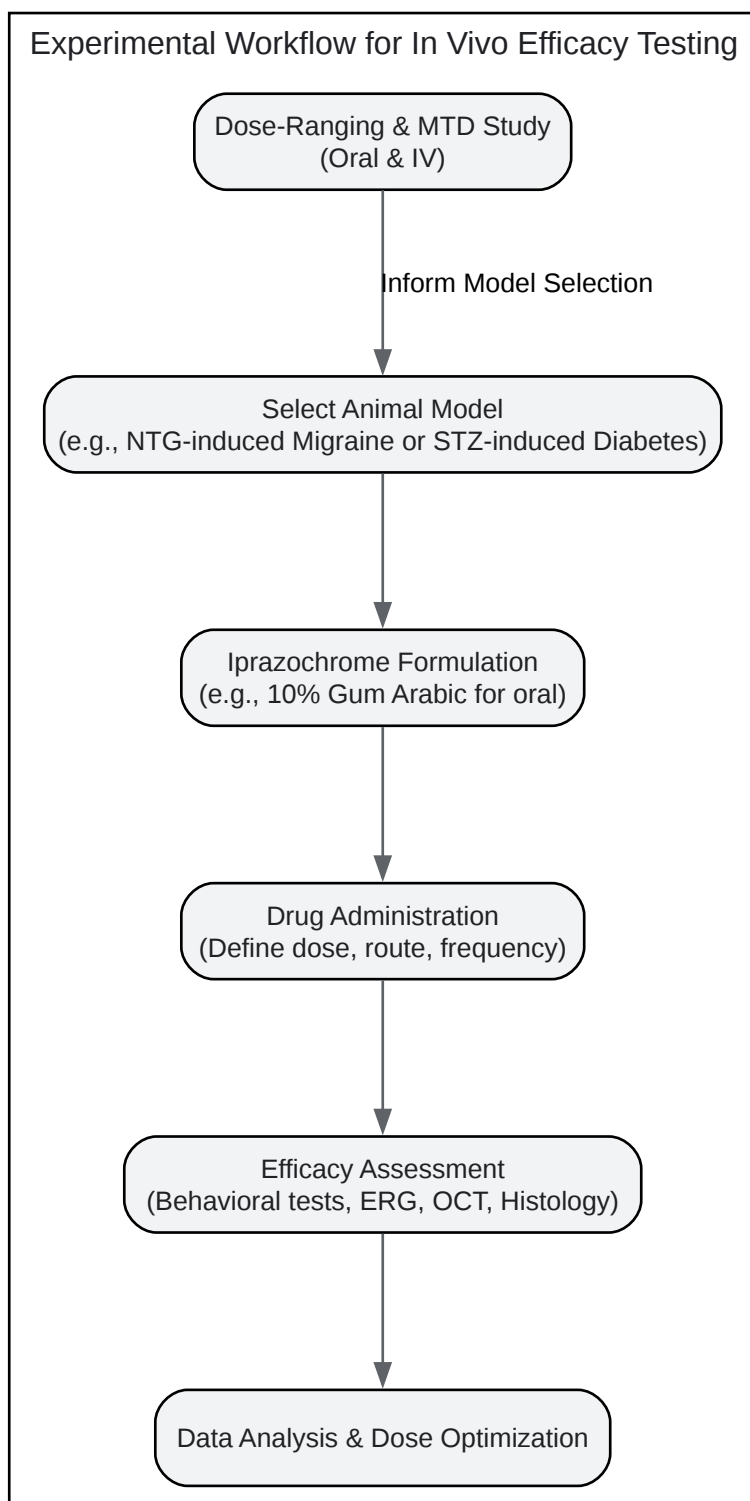 Experimental Workflow for In Vivo Efficacy Testing
Dose-Ranging & MTD Study
(Oral & IV)
Inform Model Selection
Select Animal Model
(e.g., NTG-induced Migraine or STZ-induced Diabetes)
Iprazochrome Formulation
(e.g., 10% Gum Arabic for oral)
Drug Administration
(Define dose, route, frequency)
Efficacy Assessment
(Behavioral tests, ERG, OCT, Histology)
Data Analysis & Dose Optimization